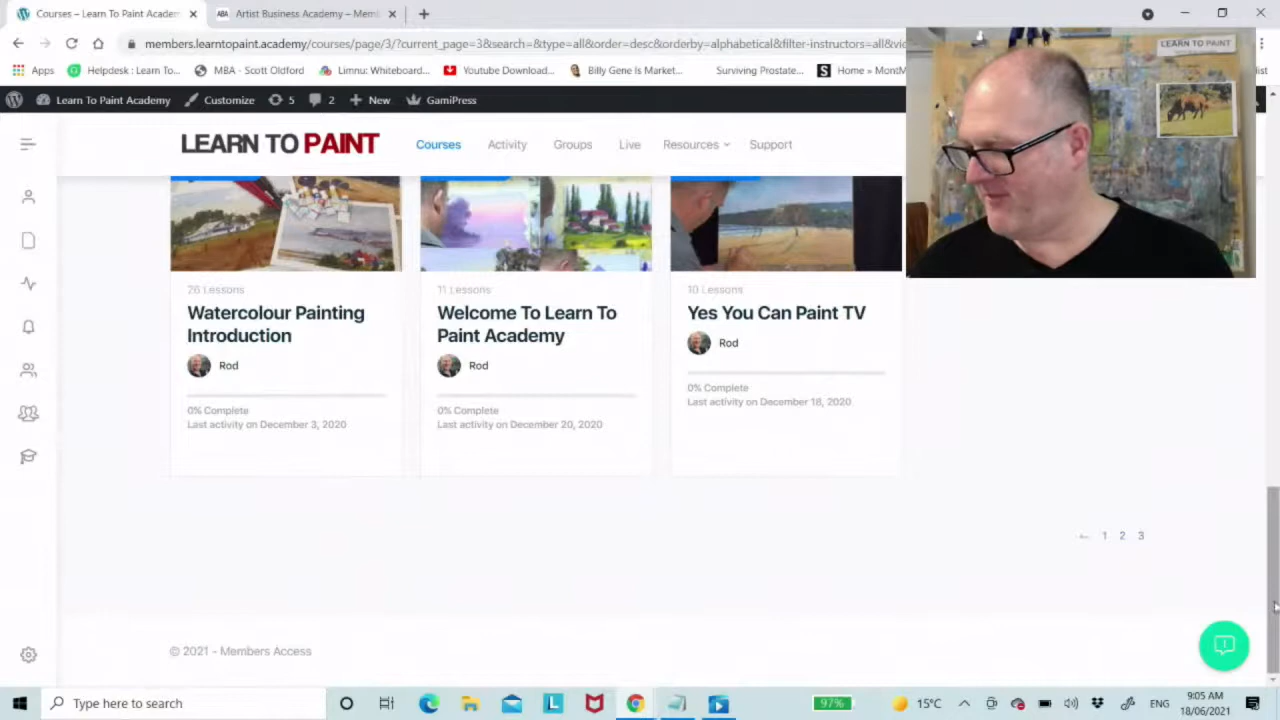 Courses – Learn To Paint Academ
ABA
Artist Business Academy - Memb
members.learntopaint.academy/courses/page/3/?current_page=3&search=&type=all&order=desc&orderby=alphabetical&filter-instructors=all&vie
Apps
Helpdesk : Learn To...
MBA - Scott Oldford
Limnu: Whiteboard...
Youtube Download...
Billy Gene Is Market...
Surviving Prostate...
S
Home » MontM
Learn To Paint Academy
Customize
5
2
New
GamiPress
LEARN TO PAINT
LEARN TO PAINT
Courses
Activity
Groups
Live
Resources
Support
26 Lessons
Watercolour Painting
Introduction
Rod
0% Complete
Last activity on December 3, 2020
11 Lessons
Welcome To Learn To
Paint Academy
Rod
0% Complete
Last activity on December 20, 2020
10 Lessons
Yes You Can Paint TV
Rod
0% Complete
Last activity on December 18, 2020
← 1 2 3
© 2021 - Members Access
Type here to search
L
97%
15°C
ENG
9:05 AM
18/06/2021